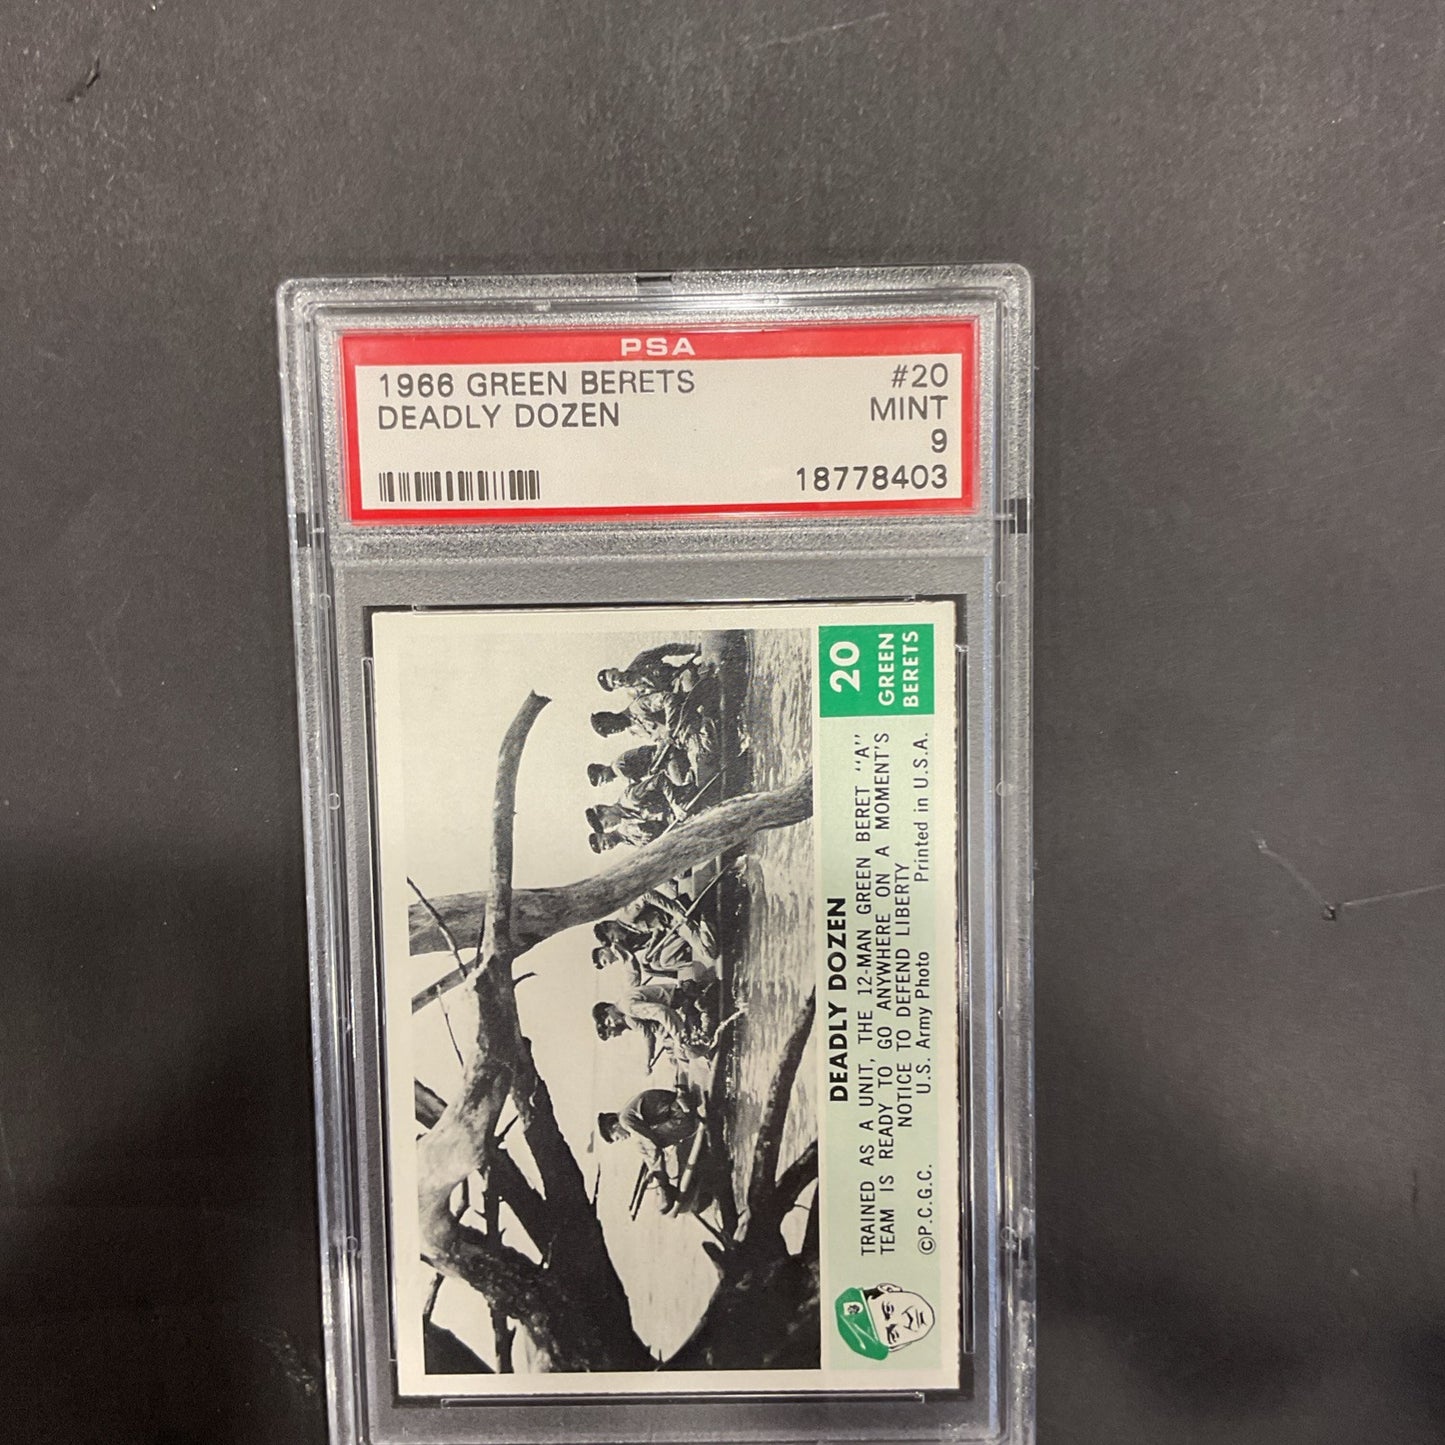 PSA
1966 GREEN BERETS #20
DEADLY DOZEN MINT
9
18778403
20
GREEN
BERETS
DEADLY DOZEN
TRAINED AS A UNIT, THE 12-MAN GREEN BERET "A"
TEAM IS READY TO GO ANYWHERE ON A MOMENT'S
NOTICE TO DEFEND LIBERTY
©P.C.G.C. U.S. Army Photo Printed in U.S.A.